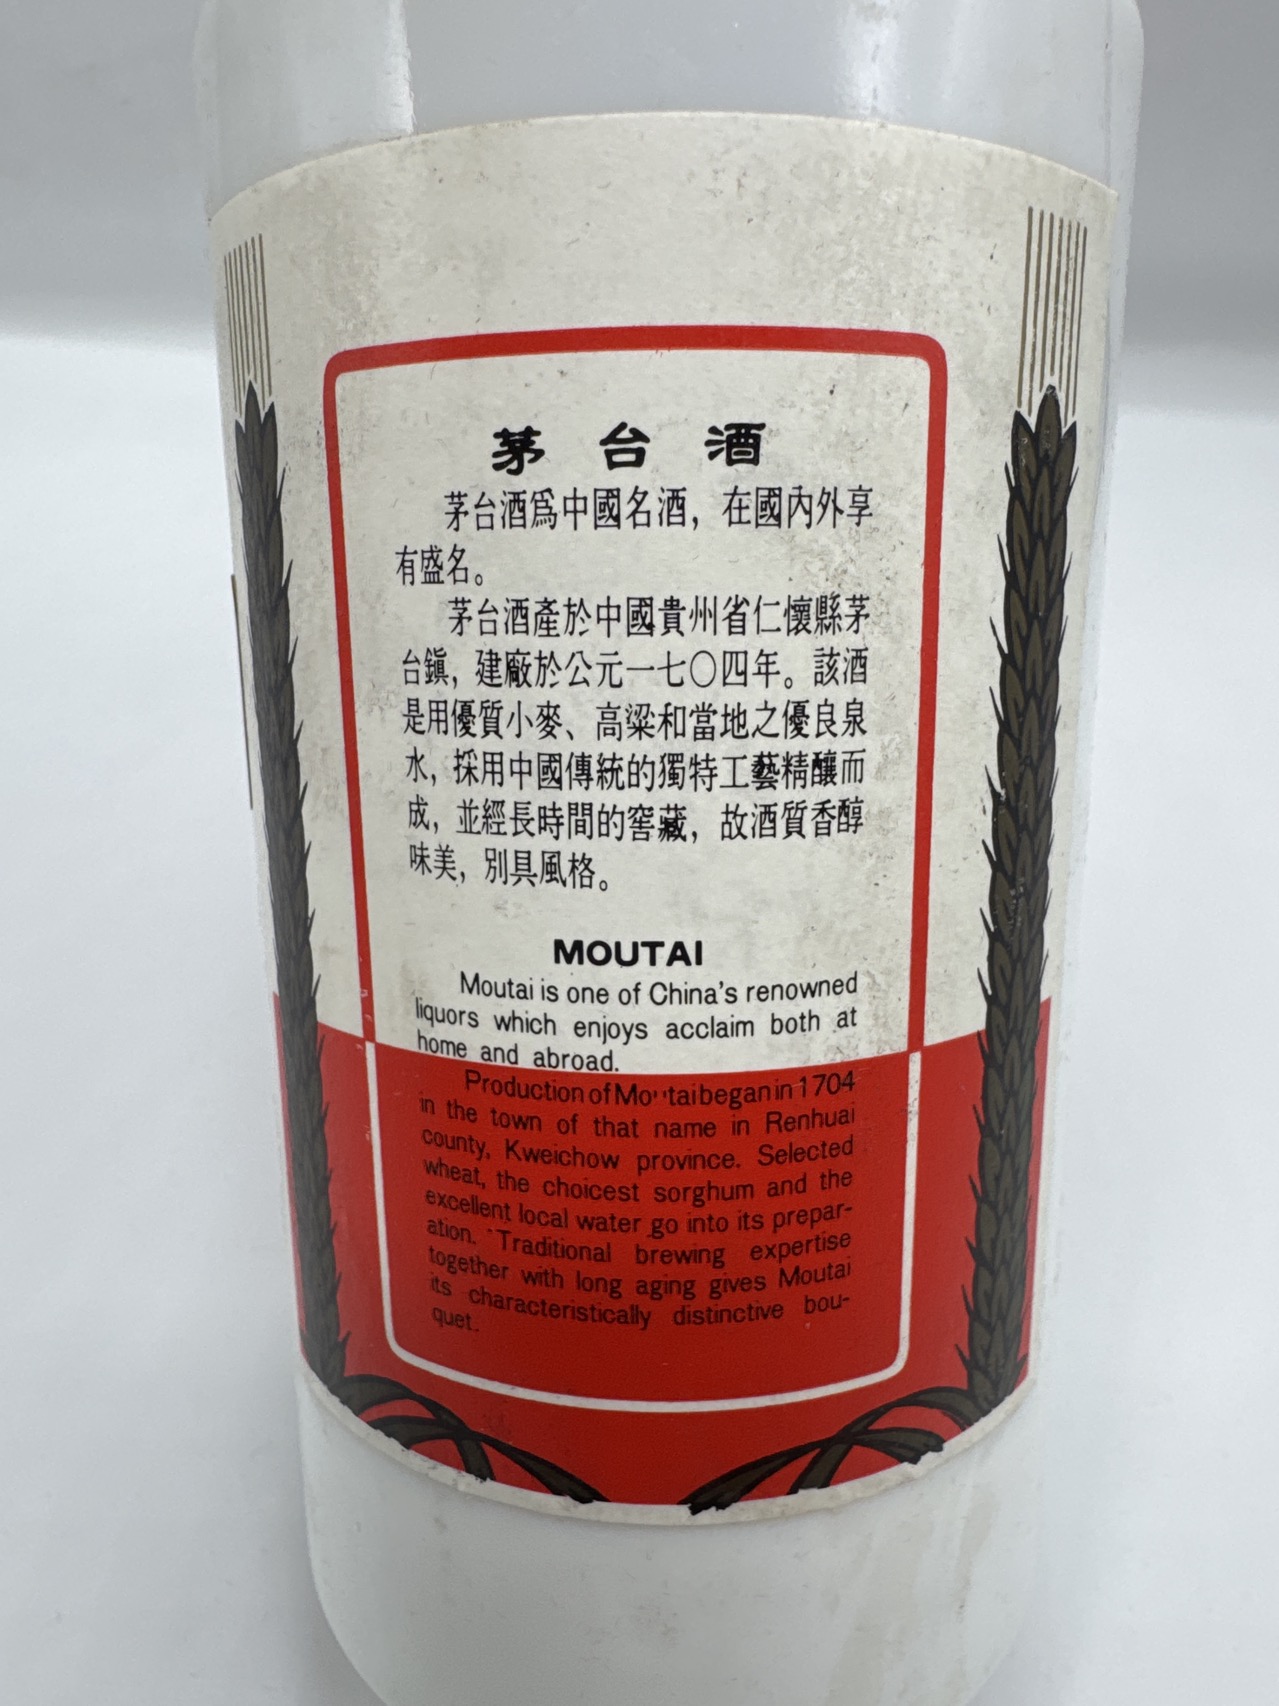 茅台酒
茅台酒爲中國名酒，在國內外享
有盛名。
茅台酒產於中國貴州省仁懷縣茅
台鎭，建廠於公元一七〇四年。該酒
是用優質小麥、高粱和當地之優良泉
水，採用中國傳統的獨特工藝精釀而
成，並經長時間的窖藏，故酒質香醇
味美，別具風格。
MOUTAI
Moutai is one of China's renowned
liquors which enjoys acclaim both at
home and abroad.
Production of Moutai began in 1704
in the town of that name in Renhuai
county, Kweichow province. Selected
wheat, the choicest sorghum and the
excellent local water go into its prepar-
ation. Traditional brewing expertise
together with long aging gives Moutai
its characteristically distinctive bou-
quet.